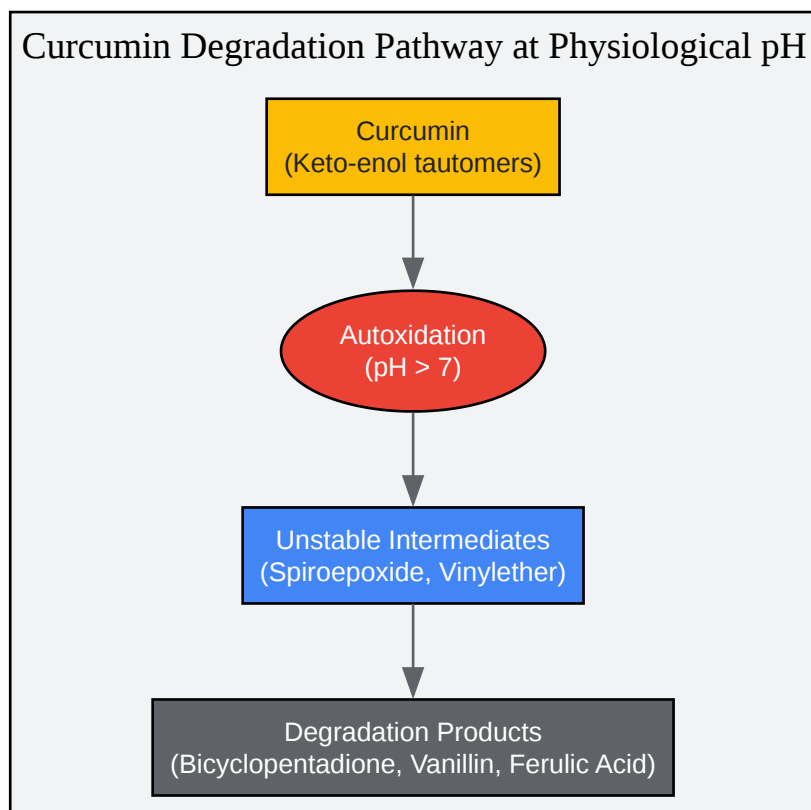 Curcumin Degradation Pathway at Physiological pH
Curcumin
(Keto-enol tautomers)
Autoxidation
(pH > 7)
Unstable Intermediates
(Spiroepoxide, Vinylether)
Degradation Products
(Bicyclopentadione, Vanillin, Ferulic Acid)